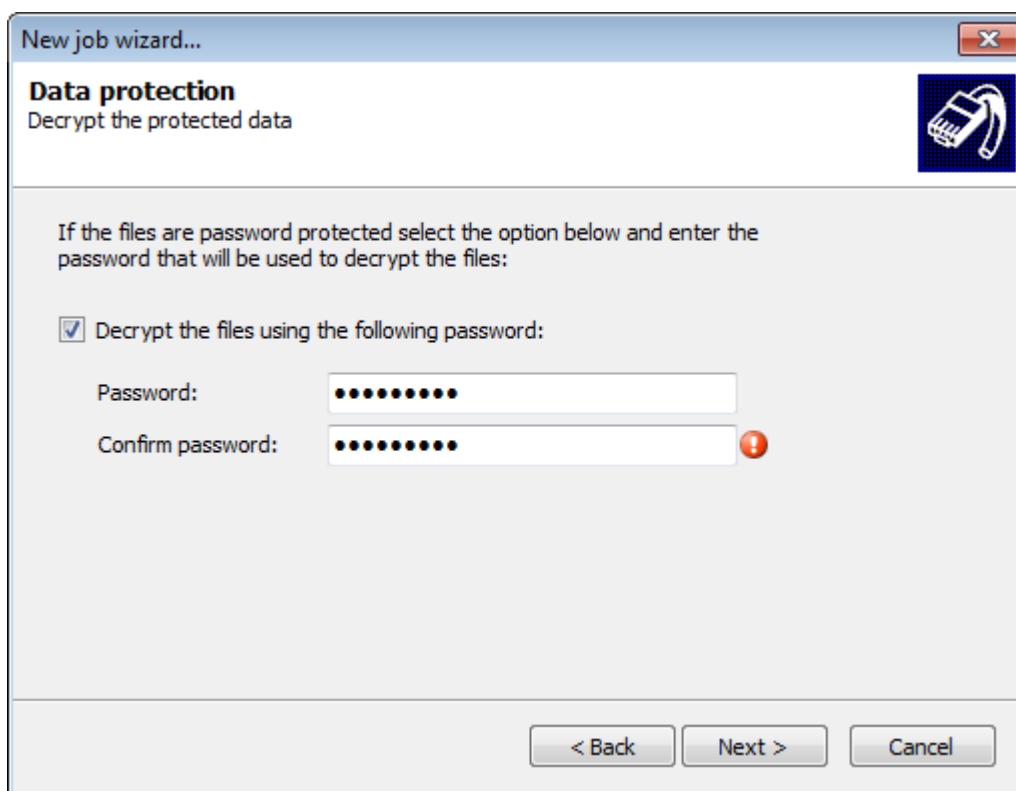 New job wizard...
Data protection
Decrypt the protected data
If the files are password protected select the option below and enter the
password that will be used to decrypt the files:
Decrypt the files using the following password:
Password: •••••••••
Confirm password: •••••••••
< Back Next > Cancel